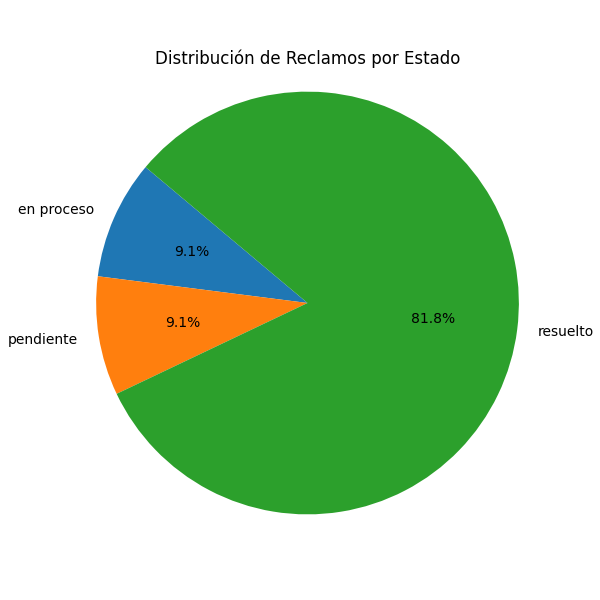 Distribución de Reclamos por Estado
en proceso
9.1%
9.1%
pendiente
81.8%
resuelto